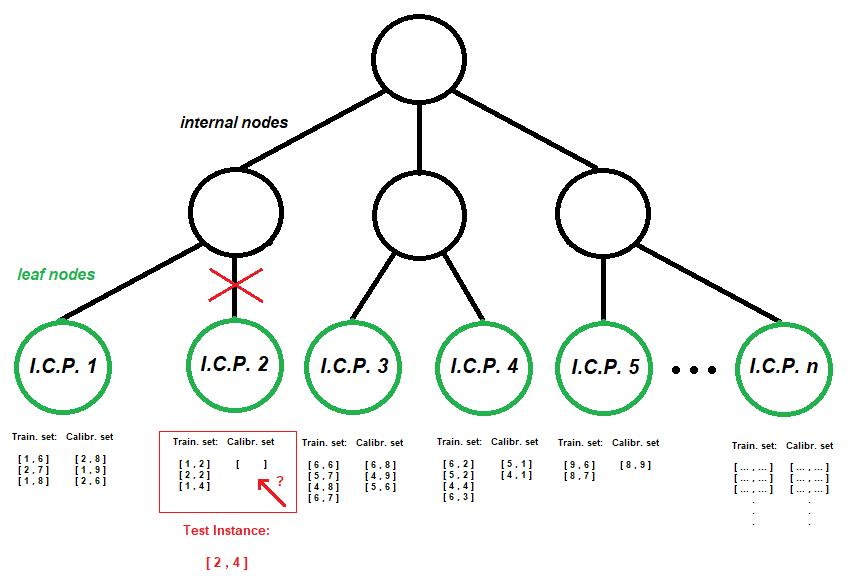 internal nodes
leaf nodes
I.C.P. 1
I.C.P. 2
I.C.P. 3
I.C.P. 4
I.C.P. 5
I.C.P. n
Train. set: Calibr. set
[ 1 , 6 ] [ 2 , 8 ]
[ 2 , 7 ] [ 1 , 9 ]
[ 1 , 8 ] [ 2 , 6 ]
Train. set: Calibr. set
[ 1 , 2 ] [ ]
[ 2 , 2 ]
[ 1 , 4 ]
?
Test Instance:
[ 2 , 4 ]
Train. set: Calibr. set
[ 6 , 6 ] [ 6 , 8 ]
[ 5 , 7 ] [ 4 , 9 ]
[ 4 , 8 ] [ 5 , 6 ]
[ 6 , 7 ]
Train. set: Calibr. set
[ 6 , 2 ] [ 5 , 1 ]
[ 5 , 2 ] [ 4 , 1 ]
[ 4 , 4 ]
[ 6 , 3 ]
Train. set: Calibr. set
[ 9 , 6 ] [ 8 , 9 ]
[ 8 , 7 ]
Train. set: Calibr. set
[ ... , ... ] [ ... , ... ]
[ ... , ... ] [ ... , ... ]
[ ... , ... ] [ ... , ... ]
. .
. .
. .